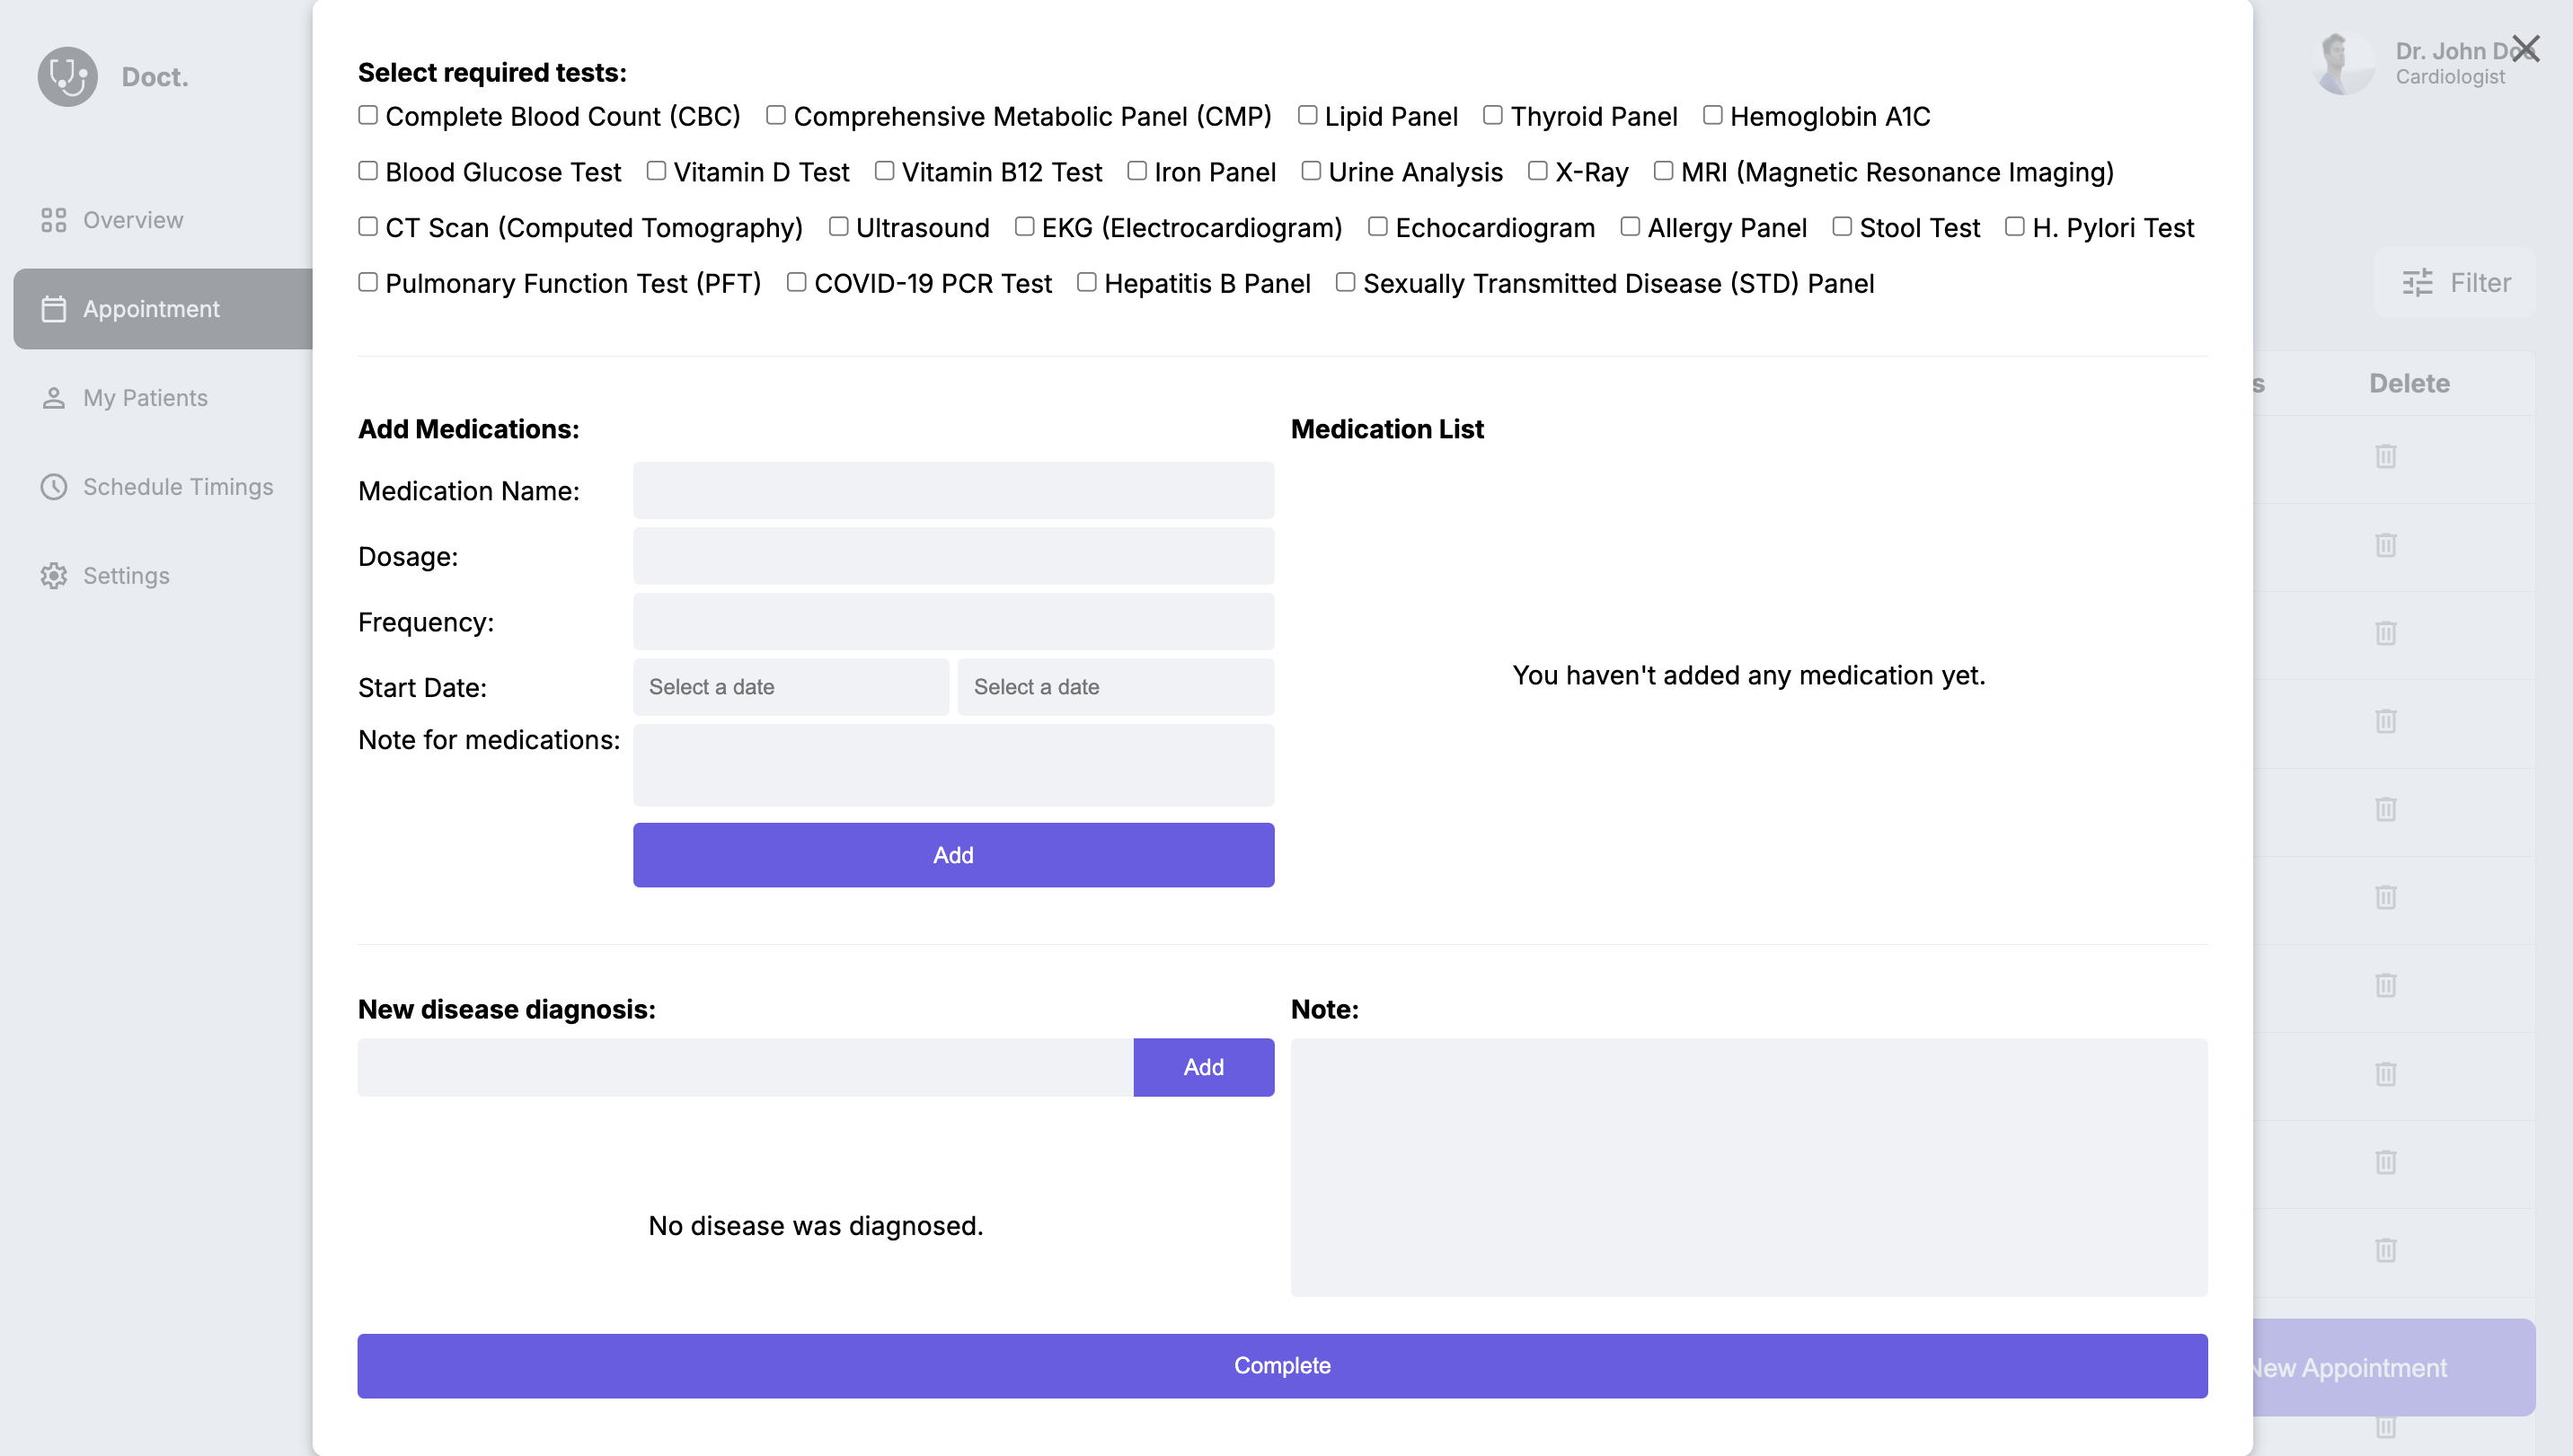 Doct.
Dr. John Doe
Cardiologist
Overview
Appointment
My Patients
Schedule Timings
Settings
Select required tests:
Complete Blood Count (CBC) Comprehensive Metabolic Panel (CMP) Lipid Panel Thyroid Panel Hemoglobin A1C
Blood Glucose Test Vitamin D Test Vitamin B12 Test Iron Panel Urine Analysis X-Ray MRI (Magnetic Resonance Imaging)
CT Scan (Computed Tomography) Ultrasound EKG (Electrocardiogram) Echocardiogram Allergy Panel Stool Test H. Pylori Test
Pulmonary Function Test (PFT) COVID-19 PCR Test Hepatitis B Panel Sexually Transmitted Disease (STD) Panel
Filter
Delete
Add Medications:
Medication Name:
Dosage:
Frequency:
Start Date: Select a date Select a date
Note for medications:
Add
Medication List
You haven't added any medication yet.
New disease diagnosis:
Add
No disease was diagnosed.
Note:
Complete
New Appointment